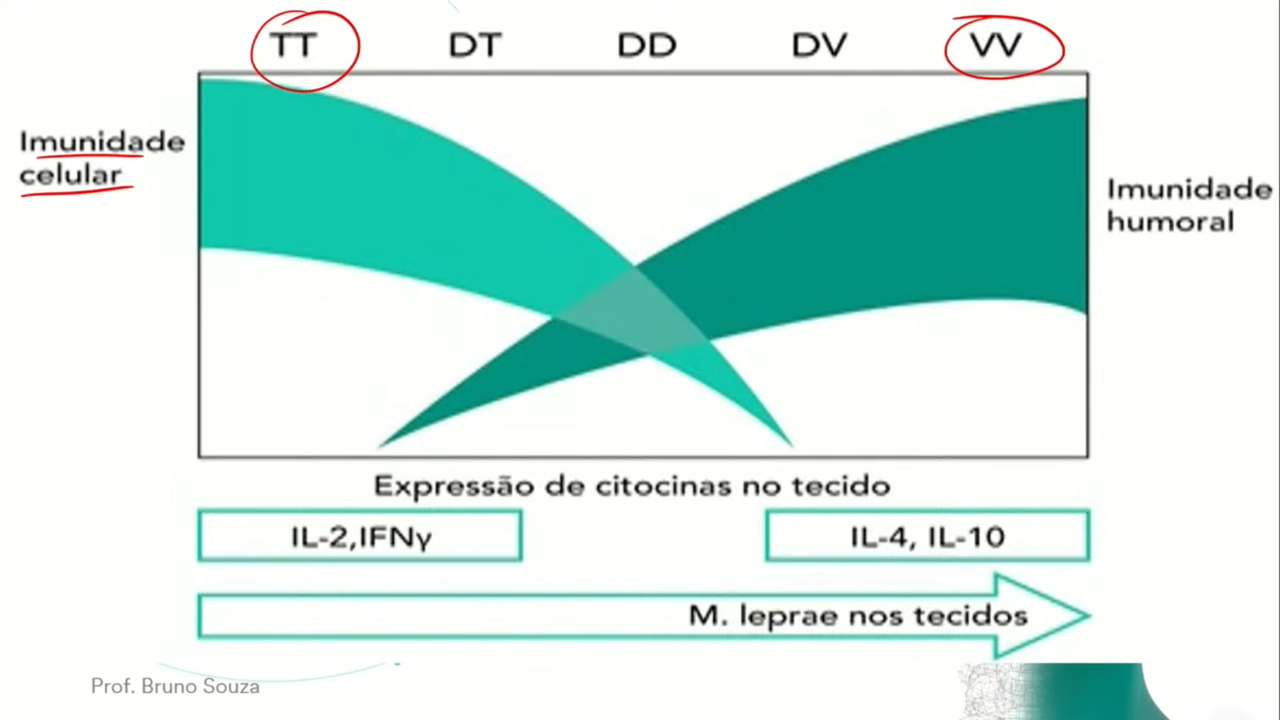 TT DT DD DV VV
Imunidade
celular
Imunidade
humoral
Expressão de citocinas no tecido
IL-2,IFNγ
IL-4, IL-10
M. leprae nos tecidos
Prof. Bruno Souza